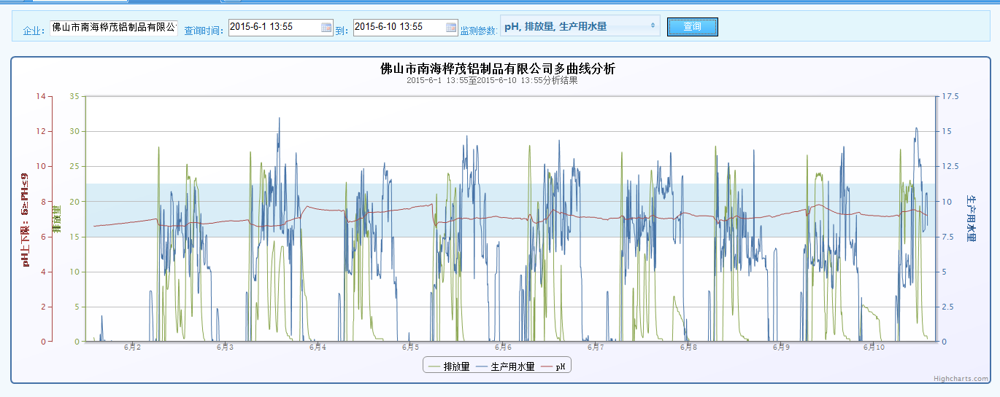 企业： 佛山市南海桦茂铝制品有限公 查询时间： 2015-6-1 13:55 到： 2015-6-10 13:55 监测参数: pH, 排放量, 生产用水量 查询
佛山市南海桦茂铝制品有限公司多曲线分析
2015-6-1 13:55至2015-6-10 13:55分析结果
14 35 17.5
12 30 15
10 25 12.5
8 20 10
6 15 7.5
4 10 5
2 5 2.5
0 0 0
pH上下限：6≥PH≤9
排放量
生产用水量
6月2 6月3 6月4 6月5 6月6 6月7 6月8 6月9 6月10
排放量 生产用水量 pH
Highcharts.com